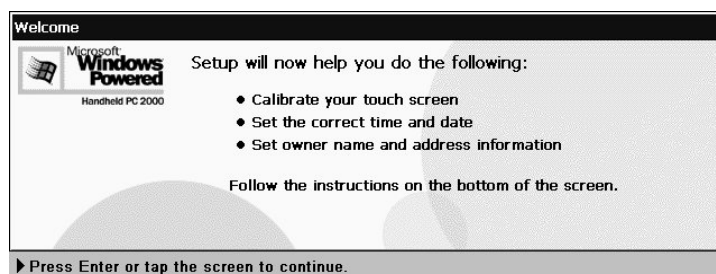 Welcome
Microsoft
Windows
Powered
Handheld PC 2000
Setup will now help you do the following:
• Calibrate your touch screen
• Set the correct time and date
• Set owner name and address information
Follow the instructions on the bottom of the screen.
Press Enter or tap the screen to continue.